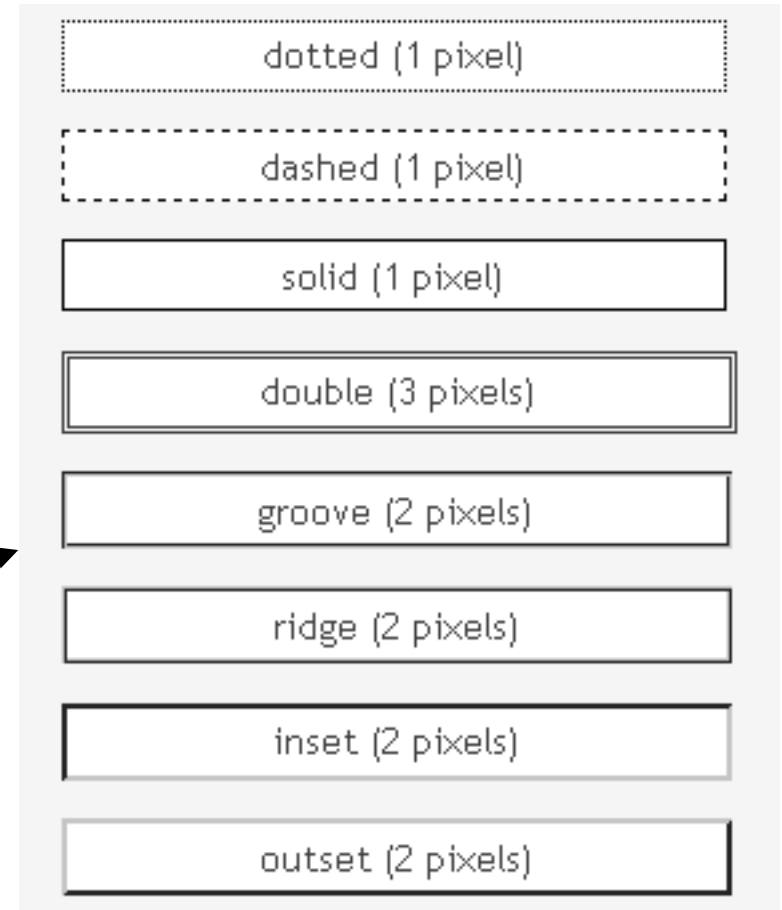 dotted (1 pixel)
dashed (1 pixel)
solid (1 pixel)
double (3 pixels)
groove (2 pixels)
ridge (2 pixels)
inset (2 pixels)
outset (2 pixels)